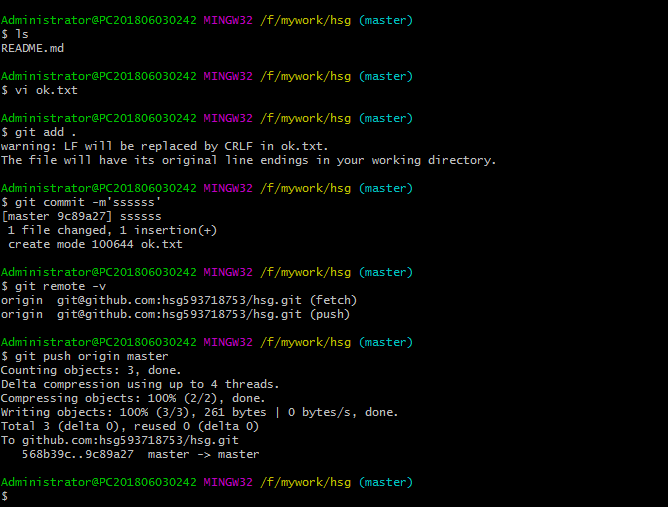 Administrator@PC201806030242 MINGW32 /f/mywork/hsg (master)
$ ls
README.md
Administrator@PC201806030242 MINGW32 /f/mywork/hsg (master)
$ vi ok.txt
Administrator@PC201806030242 MINGW32 /f/mywork/hsg (master)
$ git add .
warning: LF will be replaced by CRLF in ok.txt.
The file will have its original line endings in your working directory.
Administrator@PC201806030242 MINGW32 /f/mywork/hsg (master)
$ git commit -m'ssssss'
[master 9c89a27] ssssss
 1 file changed, 1 insertion(+)
 create mode 100644 ok.txt
Administrator@PC201806030242 MINGW32 /f/mywork/hsg (master)
$ git remote -v
origin  git@github.com:hsg593718753/hsg.git (fetch)
origin  git@github.com:hsg593718753/hsg.git (push)
Administrator@PC201806030242 MINGW32 /f/mywork/hsg (master)
$ git push origin master
Counting objects: 3, done.
Delta compression using up to 4 threads.
Compressing objects: 100% (2/2), done.
Writing objects: 100% (3/3), 261 bytes | 0 bytes/s, done.
Total 3 (delta 0), reused 0 (delta 0)
To github.com:hsg593718753/hsg.git
   568b39c..9c89a27  master -> master
Administrator@PC201806030242 MINGW32 /f/mywork/hsg (master)
$